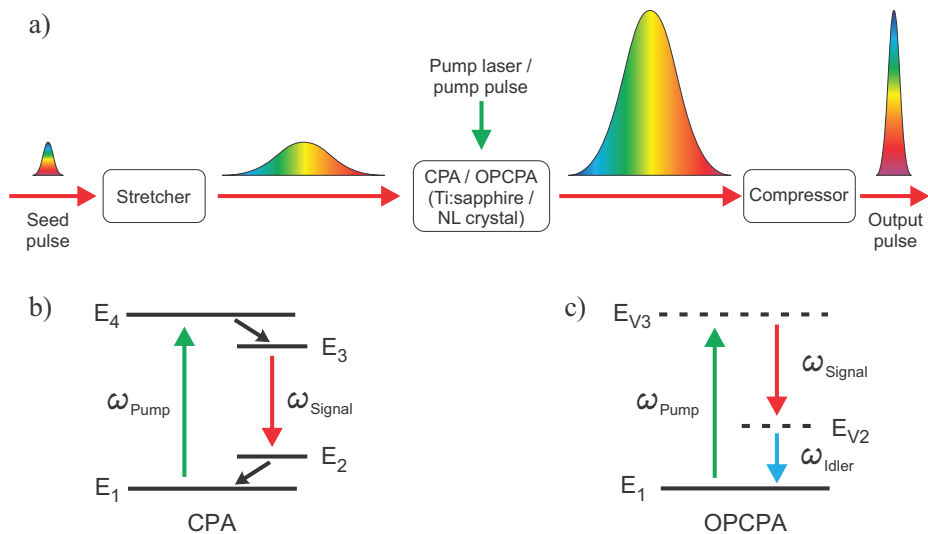 a)
Pump laser /
pump pulse
Seed
pulse
Stretcher
CPA / OPCPA
(Ti:sapphire /
NL crystal)
Compressor
Output
pulse
b)
E4
E3
ωPump
ωSignal
E2
E1
CPA
c)
EV3
ωSignal
ωPump
EV2
ωIdler
E1
OPCPA